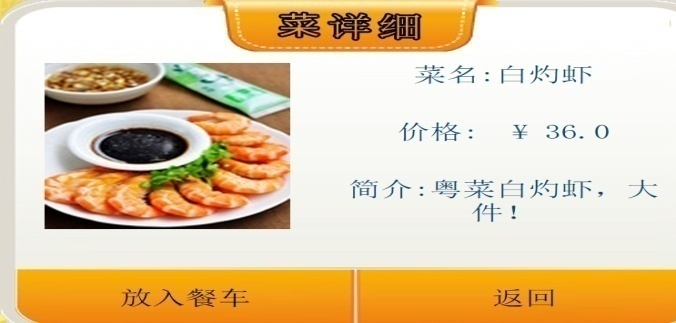 菜详细
菜名:白灼虾
价格: ¥ 36.0
简介:粤菜白灼虾，大
件!
放入餐车
返回